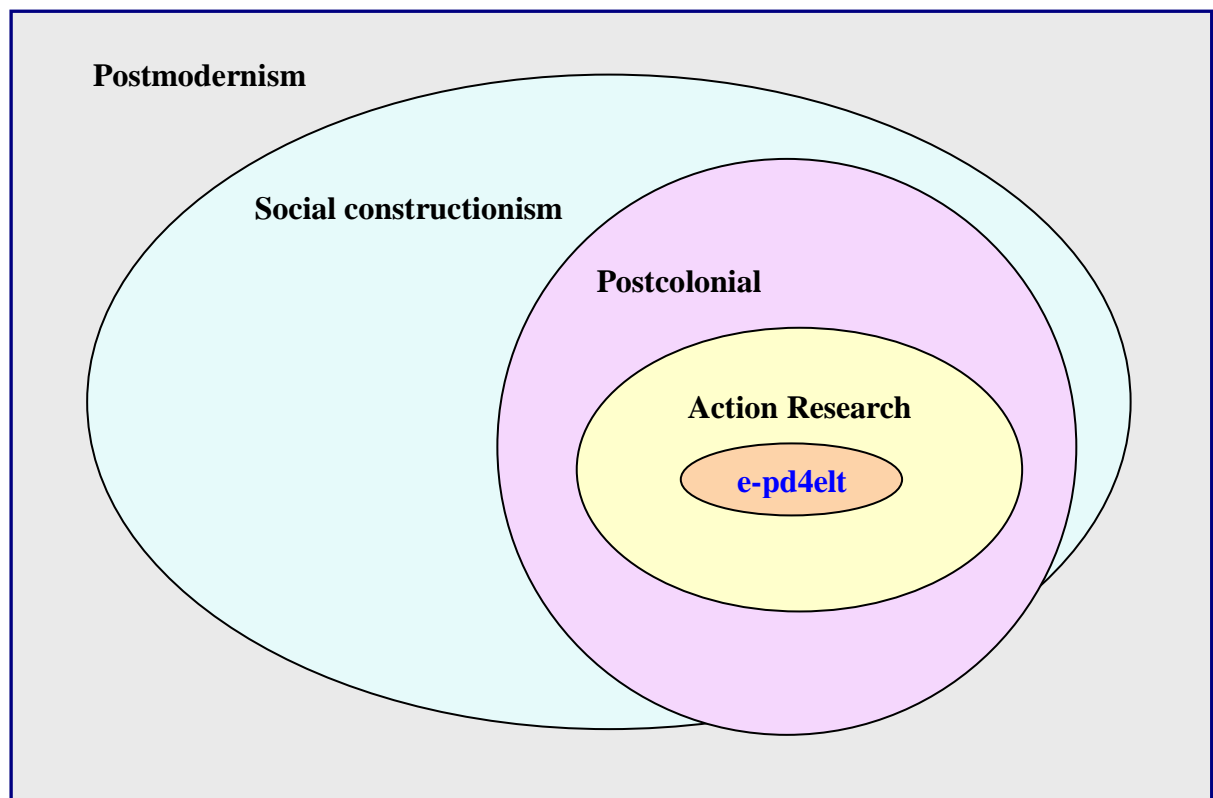 Postmodernism
Social constructionism
Postcolonial
Action Research
e-pd4elt